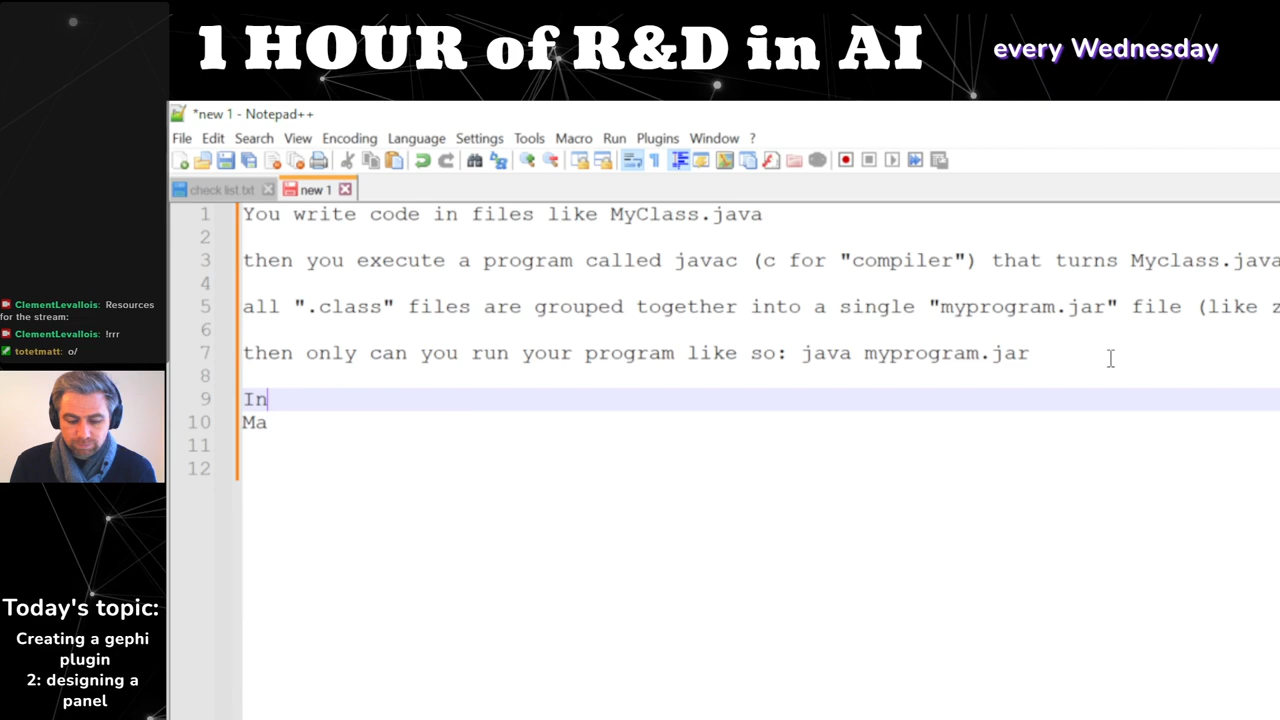 1 HOUR of R&D in AI
every Wednesday
*new 1 - Notepad++
File Edit Search View Encoding Language Settings Tools Macro Run Plugins Window ?
check list.txt new 1
1 You write code in files like MyClass.java
2
3 then you execute a program called javac (c for "compiler") that turns Myclass.java
4
5 all ".class" files are grouped together into a single "myprogram.jar" file (like z
6
7 then only can you run your program like so: java myprogram.jar
8
9 In
10 Ma
11
12
ClementLevallois: Resources
for the stream:
ClementLevallois: !rrr
totetmatt: o/
Today's topic:
Creating a gephi
plugin
2: designing a
panel